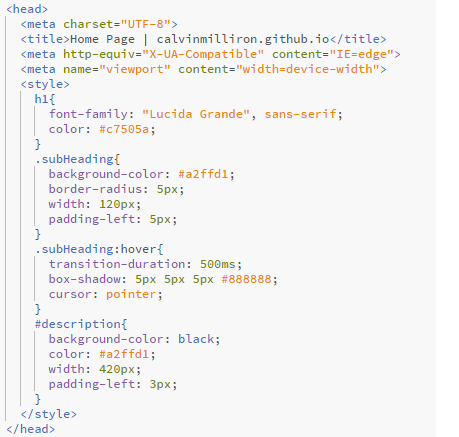 <head>
<meta charset="UTF-8">
<title>Home Page | calvinmilliron.github.io</title>
<meta http-equiv="X-UA-Compatible" content="IE=edge">
<meta name="viewport" content="width=device-width">
<style>
h1{
font-family: "Lucida Grande", sans-serif;
color: #c7505a;
}
.subHeading{
background-color: #a2ffd1;
border-radius: 5px;
width: 120px;
padding-left: 5px;
}
.subHeading:hover{
transition-duration: 500ms;
box-shadow: 5px 5px 5px #888888;
cursor: pointer;
}
#description{
background-color: black;
color: #a2ffd1;
width: 420px;
padding-left: 3px;
}
</style>
</head>